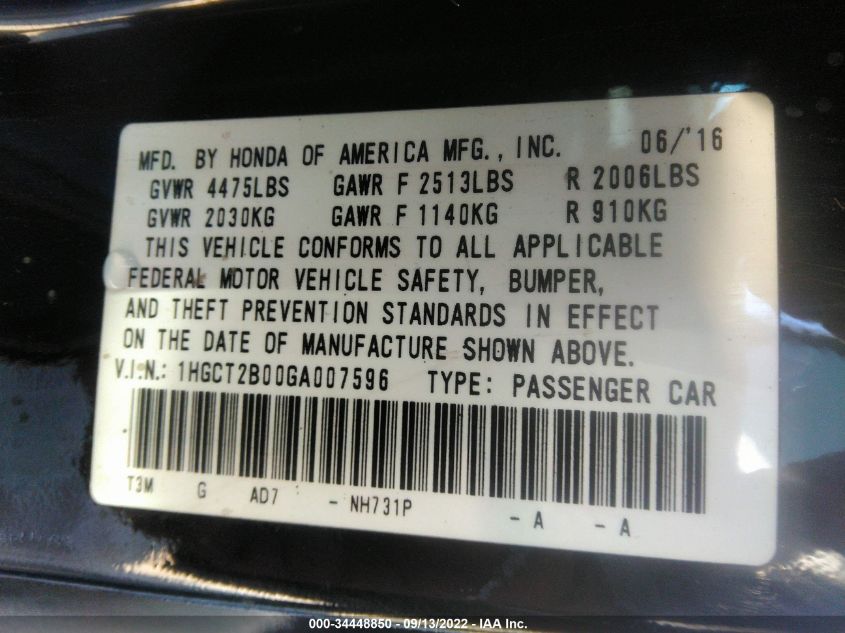 MFD. BY HONDA OF AMERICA MFG., INC. 06/'16
GVWR 4475LBS GAWR F 2513LBS R 2006LBS
GVWR 2030KG GAWR F 1140KG R 910KG
THIS VEHICLE CONFORMS TO ALL APPLICABLE
FEDERAL MOTOR VEHICLE SAFETY, BUMPER,
AND THEFT PREVENTION STANDARDS IN EFFECT
ON THE DATE OF MANUFACTURE SHOWN ABOVE.
V.I.N.: 1HGCT2B00GA007596 TYPE: PASSENGER CAR
T3M G AD7 - NH731P - A - A
000-34448850 - 09/13/2022 - IAA Inc.